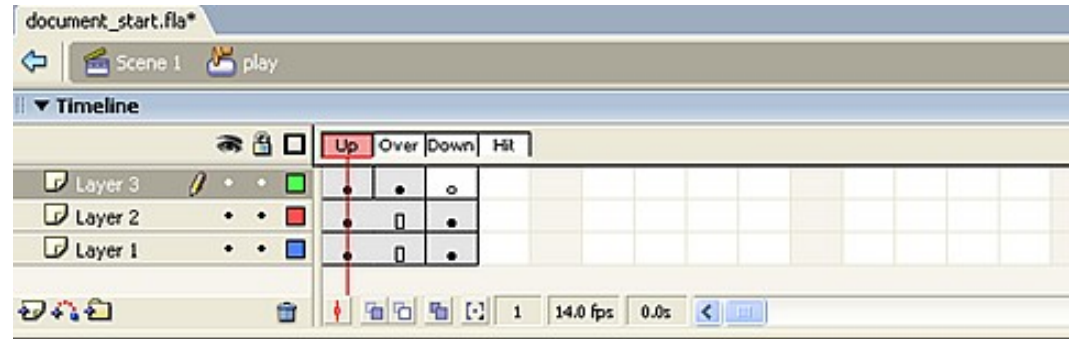 document_start.fla*
Scene 1 play
Timeline
Up Over Down Hit
Layer 3
Layer 2
Layer 1
1 14.0 fps 0.0s